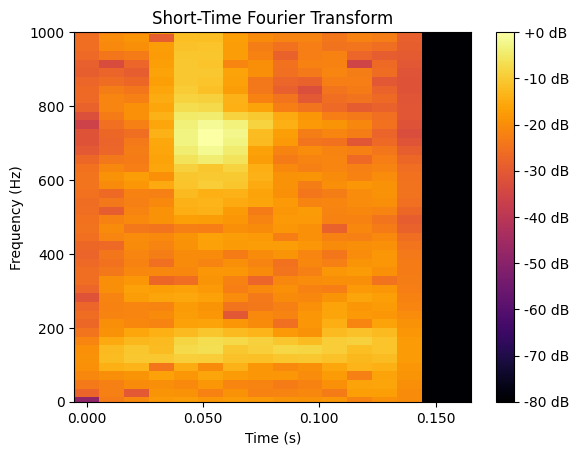 Short-Time Fourier Transform
1000
800
600
400
200
0
Frequency (Hz)
0.000
0.050
0.100
0.150
Time (s)
+0 dB
-10 dB
-20 dB
-30 dB
-40 dB
-50 dB
-60 dB
-70 dB
-80 dB